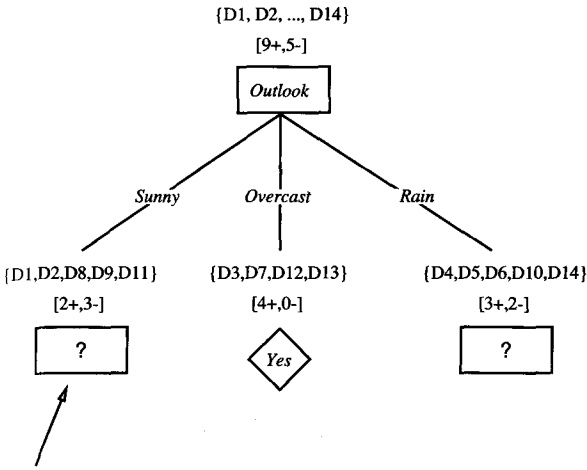 {D1, D2, ..., D14}
[9+,5-]
Outlook
Sunny Overcast Rain
{D1,D2,D8,D9,D11} {D3,D7,D12,D13} {D4,D5,D6,D10,D14}
[2+,3-] [4+,0-] [3+,2-]
? Yes ?